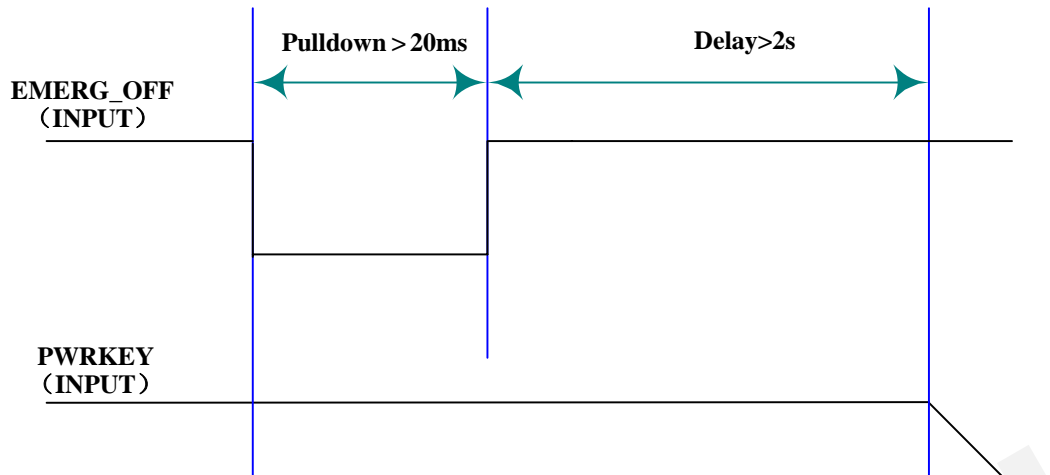 Pulldown > 20ms
Delay>2s
EMERG_OFF
（INPUT）
PWRKEY
（INPUT）